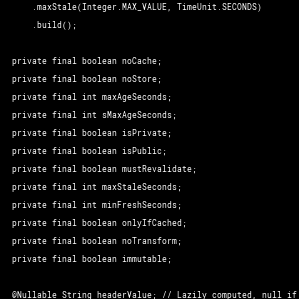 .maxStale(Integer.MAX_VALUE, TimeUnit.SECONDS)
.build();
private final boolean noCache;
private final boolean noStore;
private final int maxAgeSeconds;
private final int sMaxAgeSeconds;
private final boolean isPrivate;
private final boolean isPublic;
private final boolean mustRevalidate;
private final int maxStaleSeconds;
private final int minFreshSeconds;
private final boolean onlyIfCached;
private final boolean noTransform;
private final boolean immutable;
@Nullable String headerValue; // Lazily computed, null if